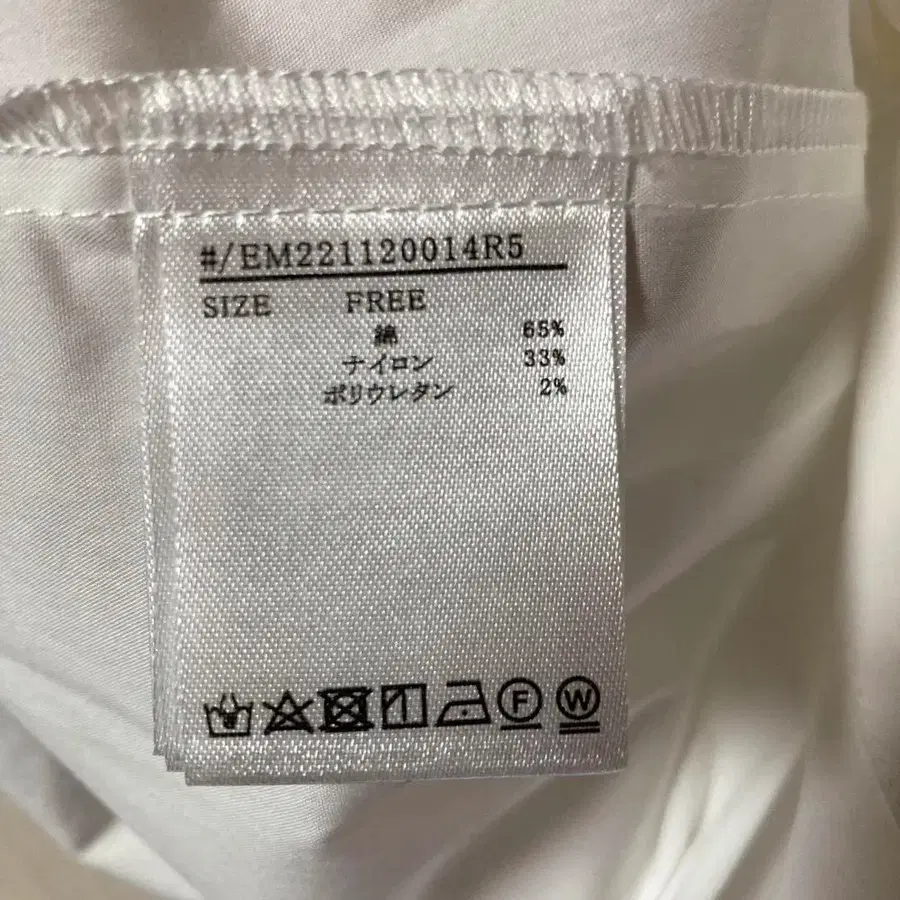 #/EM221120014R5
SIZE FREE
綿 65%
ナイロン 33%
ポリウレタン 2%
F W